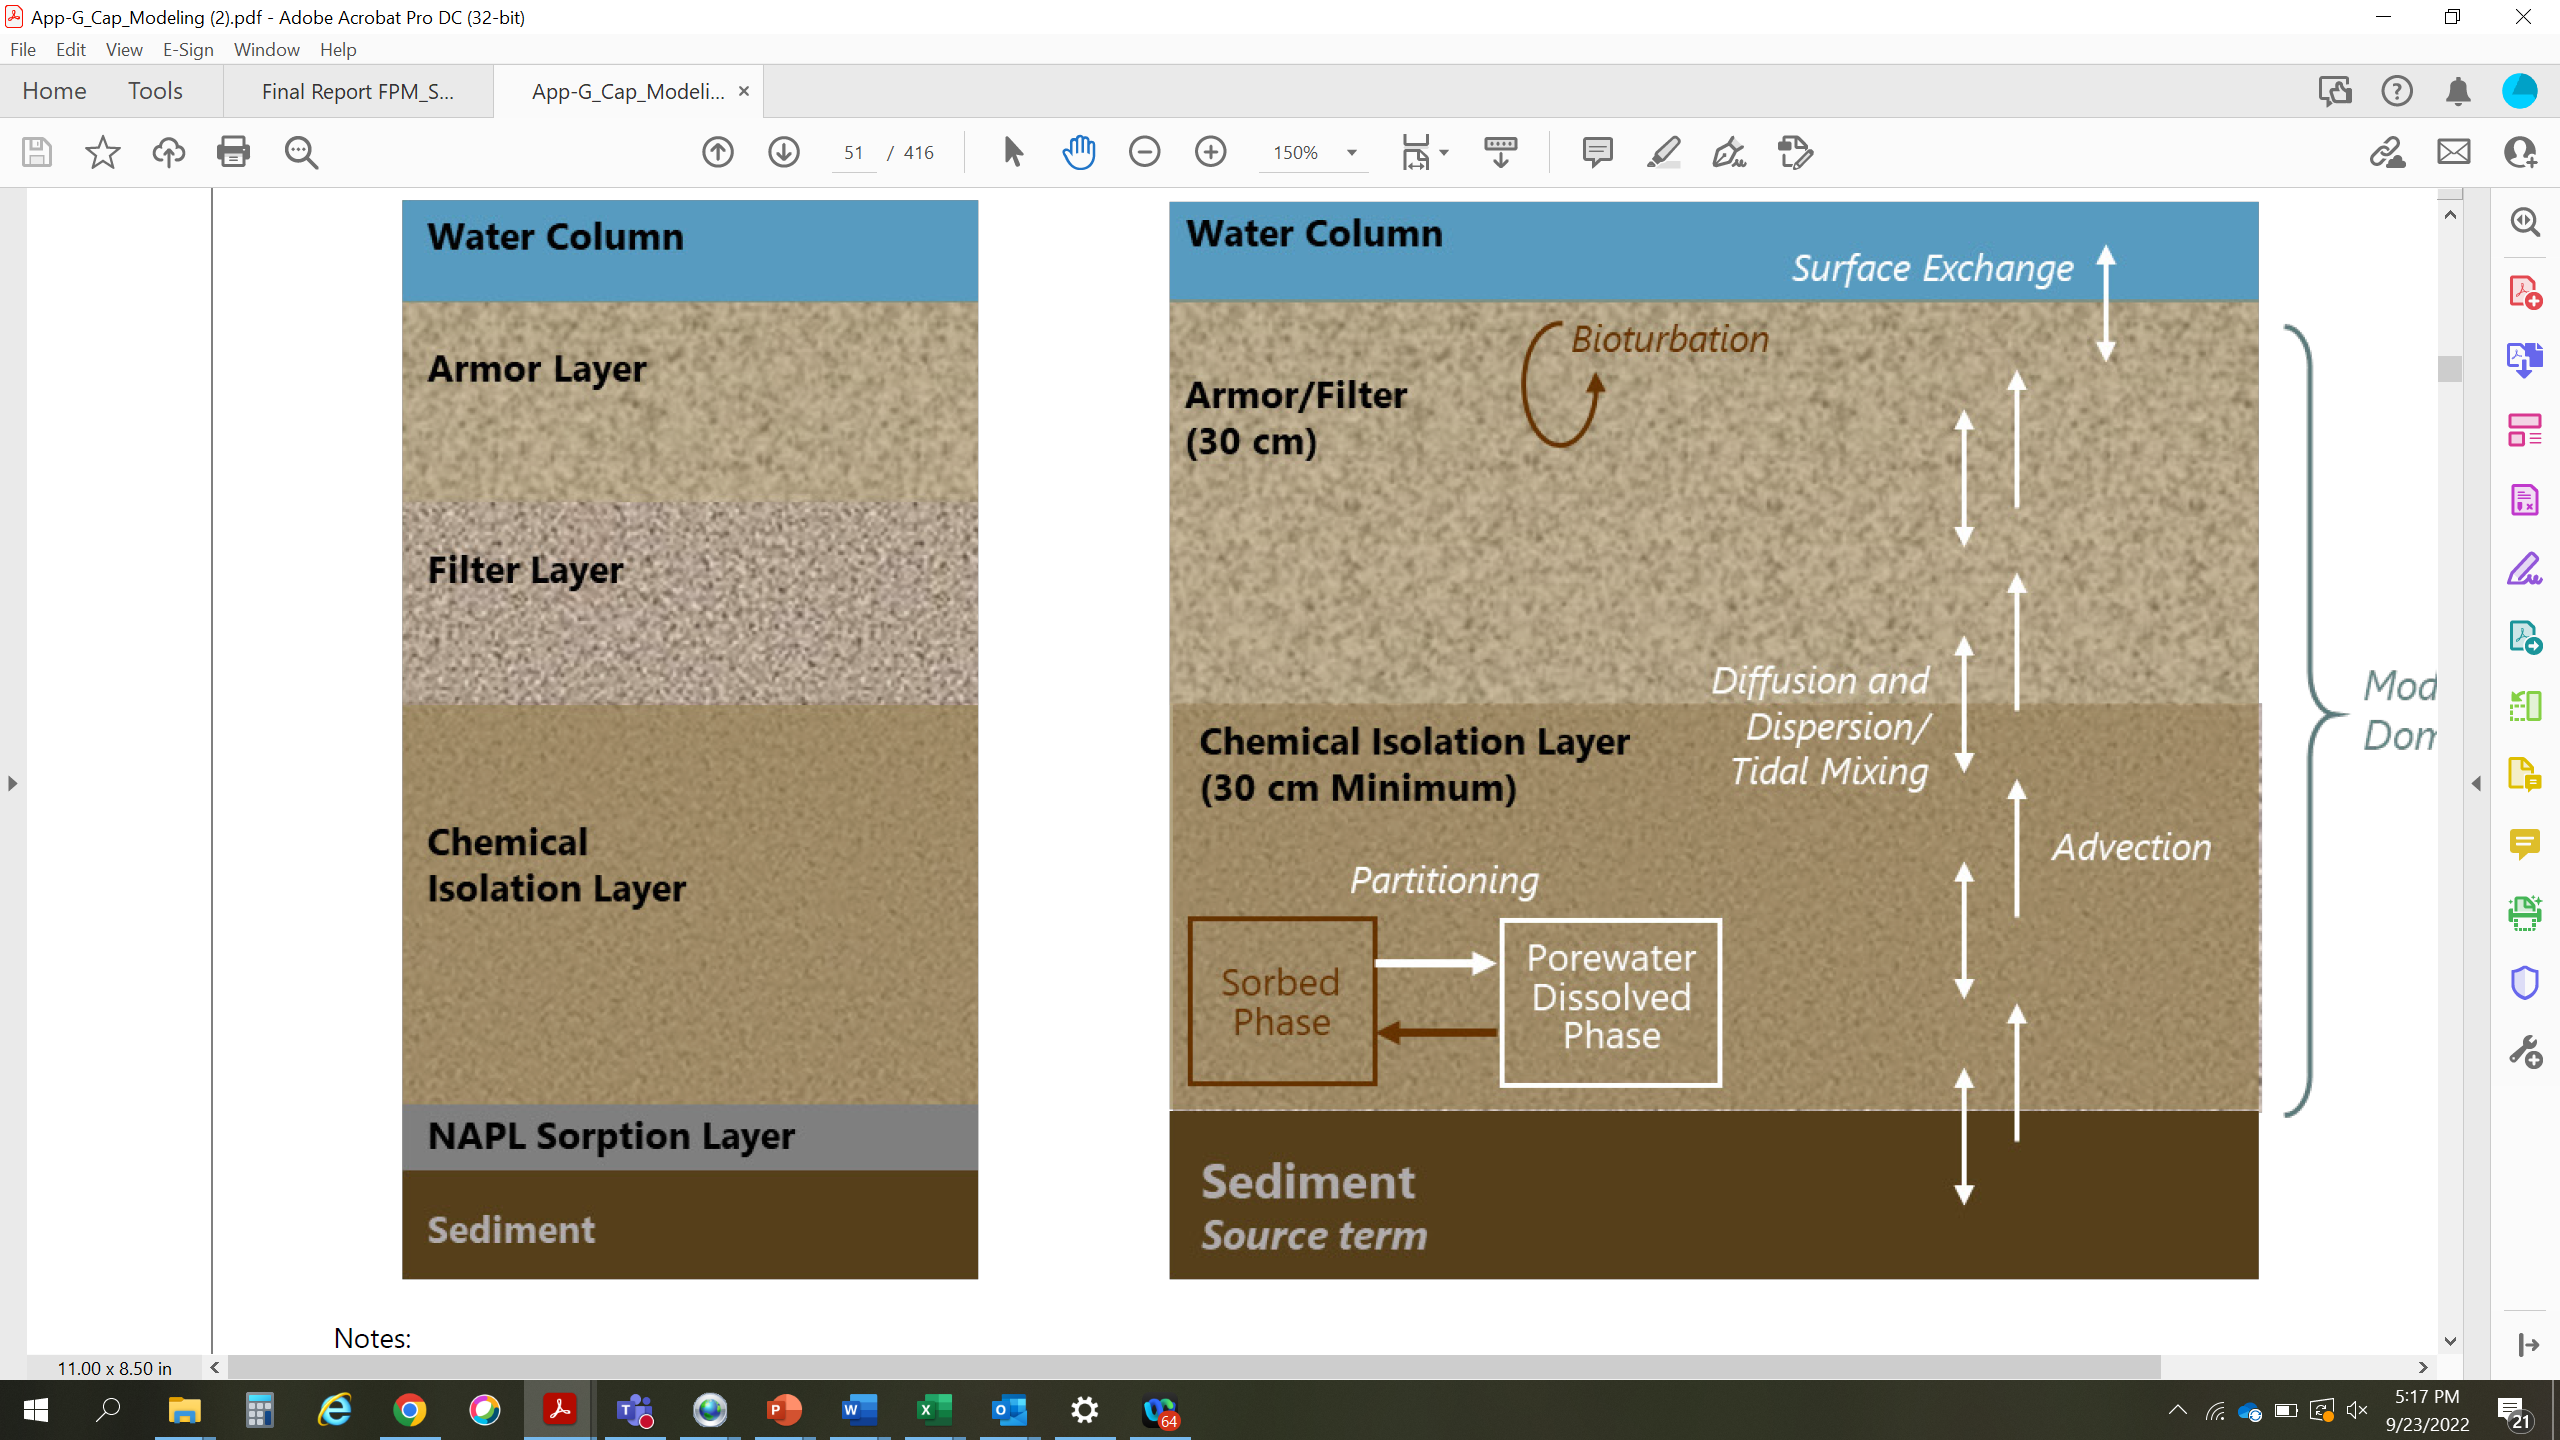 App-G_Cap_Modeling (2).pdf - Adobe Acrobat Pro DC (32-bit)
File Edit View E-Sign Window Help
Home Tools Final Report FPM_S... App-G_Cap_Modeli... ×
51 / 416 150%
Water Column
Armor Layer
Filter Layer
Chemical
Isolation Layer
NAPL Sorption Layer
Sediment
Water Column
Surface Exchange
Bioturbation
Armor/Filter
(30 cm)
Diffusion and
Dispersion/
Tidal Mixing
Chemical Isolation Layer
(30 cm Minimum)
Advection
Partitioning
Sorbed
Phase
Porewater
Dissolved
Phase
Sediment
Source term
Mod
Dom
Notes:
11.00 x 8.50 in
64
5:17 PM
9/23/2022
21